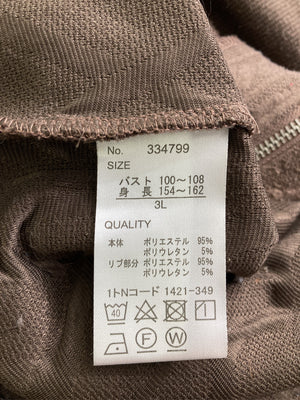 No. 334799
SIZE
バスト 100～108
身 長 154～162
3L
QUALITY
本体 ポリエステル 95%
ポリウレタン 5%
リブ部分 ポリエステル 95%
ポリウレタン 5%
1トNコード 1421-349
40
F W